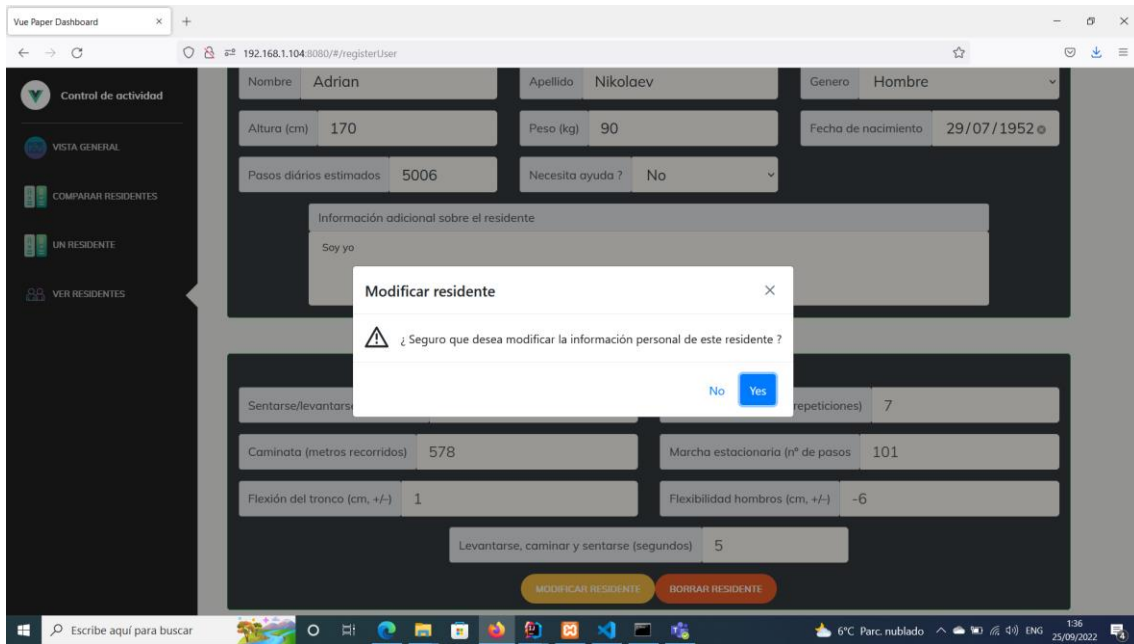 Vue Paper Dashboard
192.168.1.104:8080/#/registerUser
Control de actividad
VISTA GENERAL
COMPARAR RESIDENTES
UN RESIDENTE
VER RESIDENTES
Nombre Adrian Apellido Nikolaev Genero Hombre
Altura (cm) 170 Peso (kg) 90 Fecha de nacimiento 29/07/1952
Pasos diários estimados 5006 Necesita ayuda ? No
Información adicional sobre el residente
Soy yo
Modificar residente
¿ Seguro que desea modificar la información personal de este residente ?
No Yes
Sentarse/levantarse repeticiones) 7
Caminata (metros recorridos) 578 Marcha estacionaria (nº de pasos 101
Flexión del tronco (cm, +/-) 1 Flexibilidad hombros (cm, +/-) -6
Levantarse, caminar y sentarse (segundos) 5
MODIFICAR RESIDENTE BORRAR RESIDENTE
Escribe aquí para buscar 6°C Parc. nublado ENG 1:36
25/09/2022